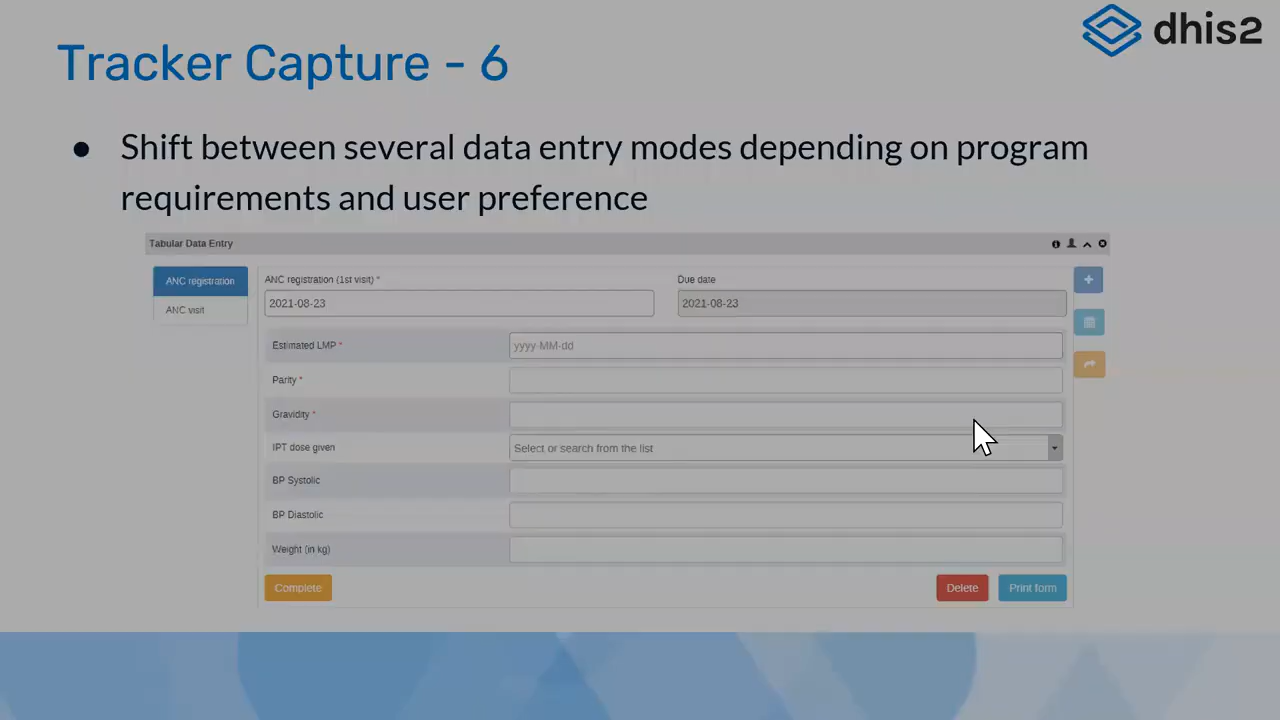 dhis2
Tracker Capture - 6
● Shift between several data entry modes depending on program
requirements and user preference
Tabular Data Entry
ANC registration
ANC visit
ANC registration (1st visit) *
Due date
2021-08-23
2021-08-23
Estimated LMP *
yyyy-MM-dd
Parity *
Gravidity *
IPT dose given
Select or search from the list
BP Systolic
BP Diastolic
Weight (in kg)
Complete
Delete
Print form